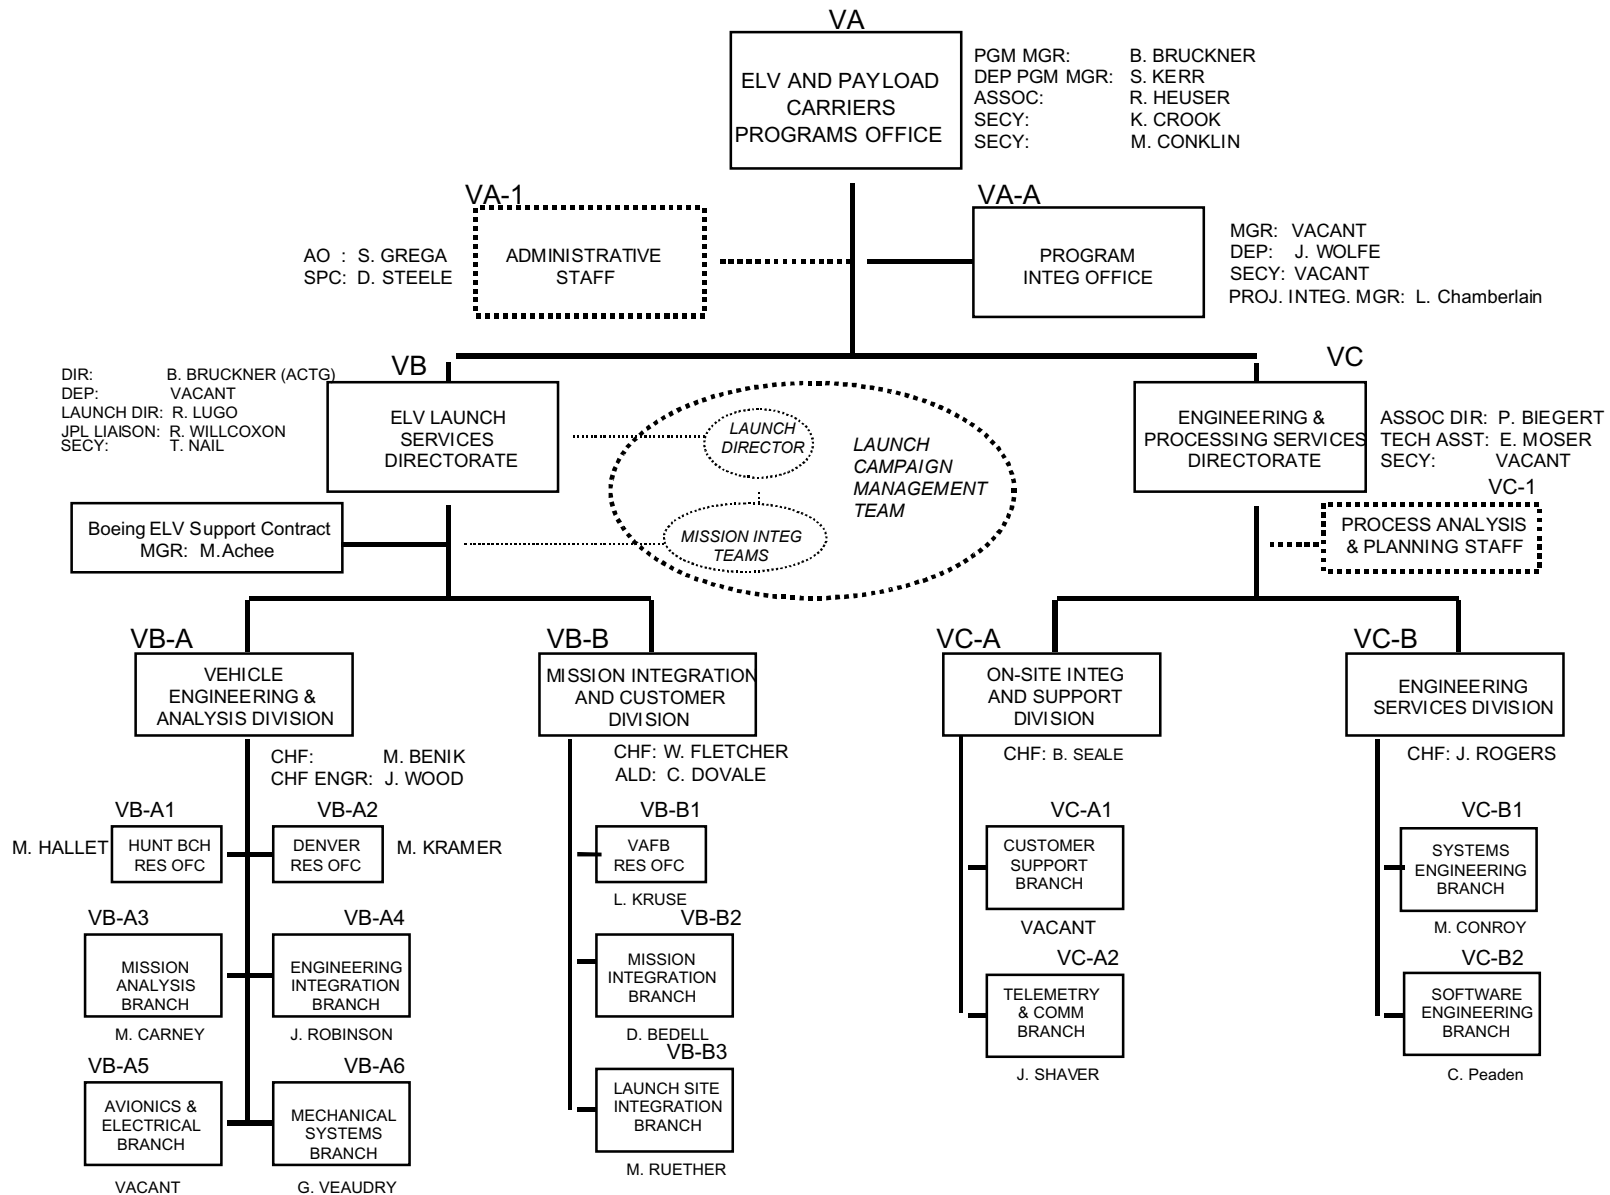 VA
ELV AND PAYLOAD
CARRIERS
PROGRAMS OFFICE
PGM MGR: B. BRUCKNER
DEP PGM MGR: S. KERR
ASSOC: R. HEUSER
SECY: K. CROOK
SECY: M. CONKLIN
VA-1
ADMINISTRATIVE
STAFF
AO : S. GREGA
SPC: D. STEELE
VA-A
PROGRAM
INTEG OFFICE
MGR: VACANT
DEP: J. WOLFE
SECY: VACANT
PROJ. INTEG. MGR: L. Chamberlain
VB
DIR: B. BRUCKNER (ACTG)
DEP: VACANT
LAUNCH DIR: R. LUGO
JPL LIAISON: R. WILLCOXON
SECY: T. NAIL
ELV LAUNCH
SERVICES
DIRECTORATE
LAUNCH
DIRECTOR
LAUNCH
CAMPAIGN
MANAGEMENT
TEAM
MISSION INTEG
TEAMS
VC
ENGINEERING &
PROCESSING SERVICES
DIRECTORATE
ASSOC DIR: P. BIEGERT
TECH ASST: E. MOSER
SECY: VACANT
VC-1
PROCESS ANALYSIS
& PLANNING STAFF
Boeing ELV Support Contract
MGR: M.Achee
VB-A
VEHICLE
ENGINEERING &
ANALYSIS DIVISION
CHF: M. BENIK
CHF ENGR: J. WOOD
VB-B
MISSION INTEGRATION
AND CUSTOMER
DIVISION
CHF: W. FLETCHER
ALD: C. DOVALE
VC-A
ON-SITE INTEG
AND SUPPORT
DIVISION
CHF: B. SEALE
VC-B
ENGINEERING
SERVICES DIVISION
CHF: J. ROGERS
VB-A1
M. HALLET
HUNT BCH
RES OFC
VB-A2
DENVER
RES OFC
M. KRAMER
VB-A3
MISSION
ANALYSIS
BRANCH
M. CARNEY
VB-A4
ENGINEERING
INTEGRATION
BRANCH
J. ROBINSON
VB-A5
AVIONICS &
ELECTRICAL
BRANCH
VACANT
VB-A6
MECHANICAL
SYSTEMS
BRANCH
G. VEAUDRY
VB-B1
VAFB
RES OFC
L. KRUSE
VB-B2
MISSION
INTEGRATION
BRANCH
D. BEDELL
VB-B3
LAUNCH SITE
INTEGRATION
BRANCH
M. RUETHER
VC-A1
CUSTOMER
SUPPORT
BRANCH
VACANT
VC-A2
TELEMETRY
& COMM
BRANCH
J. SHAVER
VC-B1
SYSTEMS
ENGINEERING
BRANCH
M. CONROY
VC-B2
SOFTWARE
ENGINEERING
BRANCH
C. Peaden